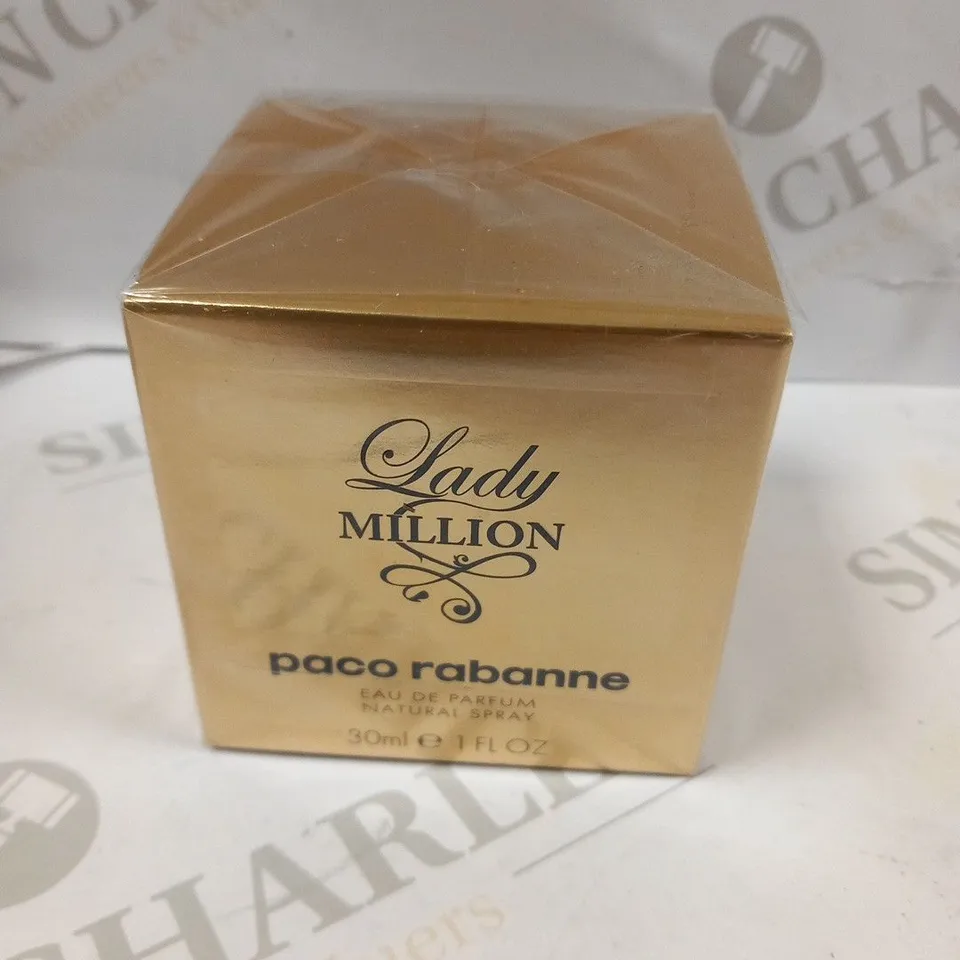 Lady
MILLION
paco rabanne
EAU DE PARFUM
NATURAL SPRAY
30ml ℮ 1 FL OZ